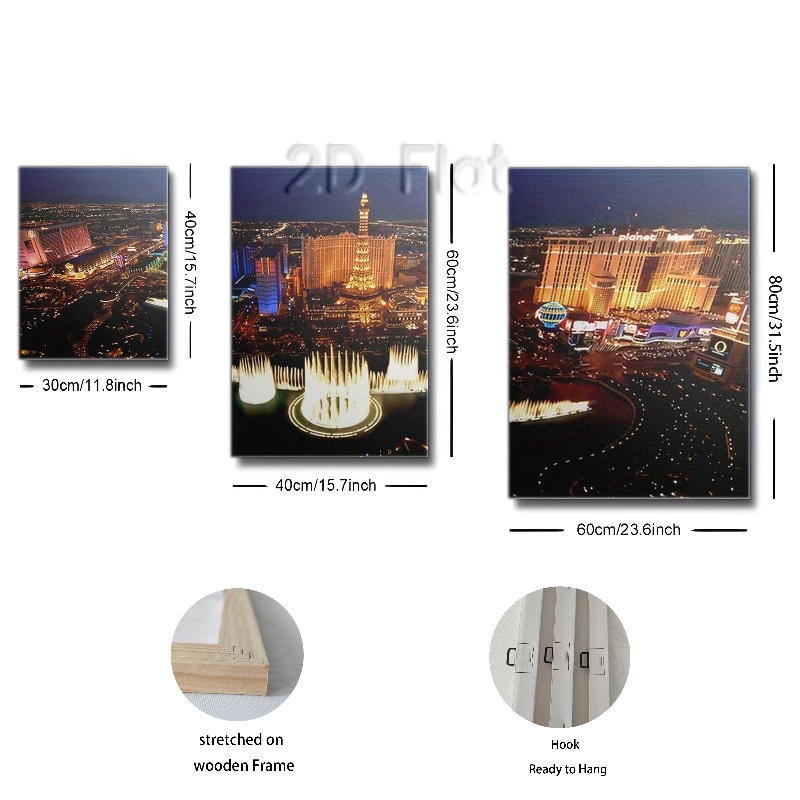 2D Flat
40cm/15.7inch
30cm/11.8inch
60cm/23.6inch
40cm/15.7inch
planet
80cm/31.5inch
60cm/23.6inch
stretched on
wooden Frame
Hook
Ready to Hang